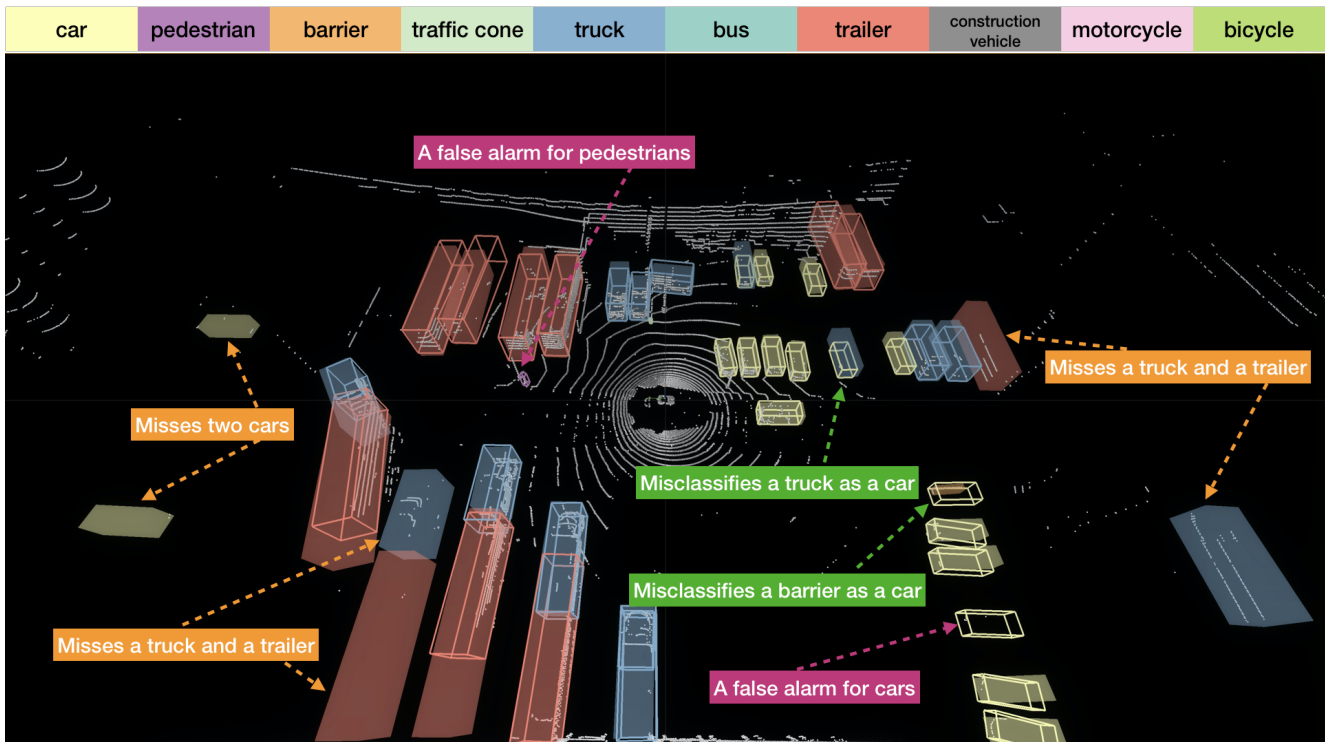 car
pedestrian
barrier
traffic cone
truck
bus
trailer
construction
vehicle
motorcycle
bicycle
A false alarm for pedestrians
Misses a truck and a trailer
Misses two cars
Misclassifies a truck as a car
Misclassifies a barrier as a car
Misses a truck and a trailer
A false alarm for cars